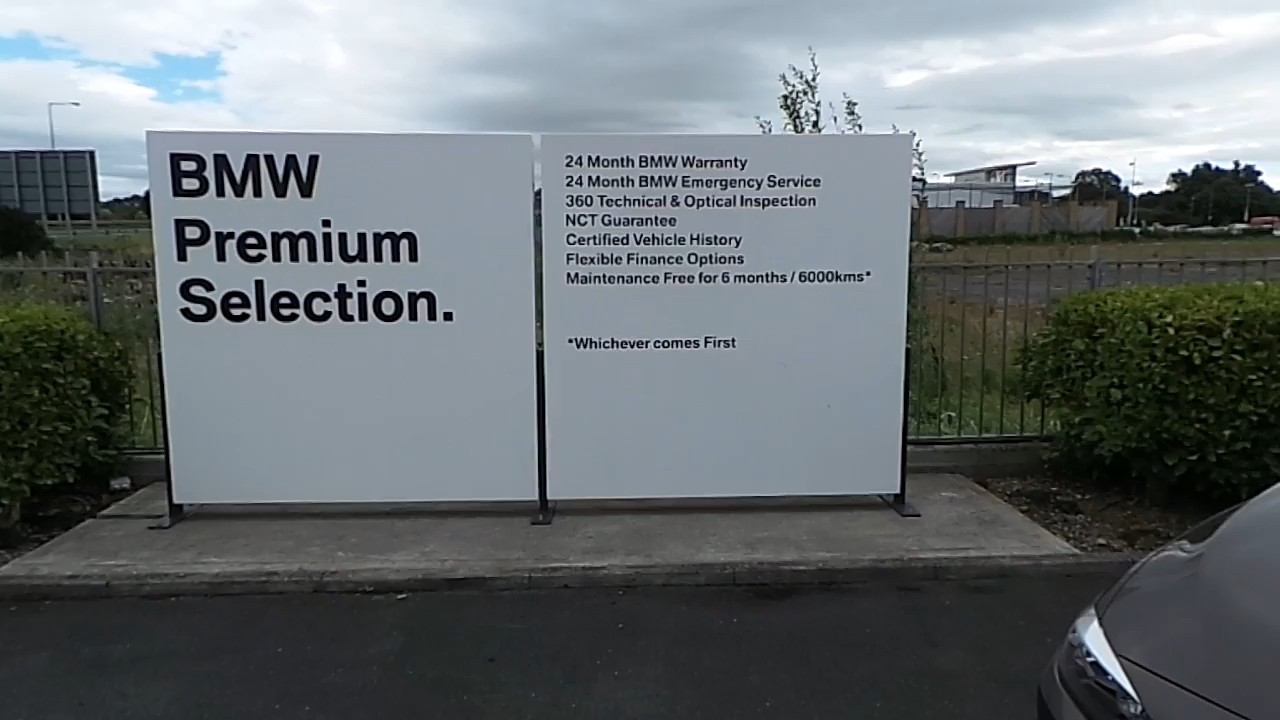 BMW
Premium
Selection.
24 Month BMW Warranty
24 Month BMW Emergency Service
360 Technical & Optical Inspection
NCT Guarantee
Certified Vehicle History
Flexible Finance Options
Maintenance Free for 6 months / 6000kms*
*Whichever comes First